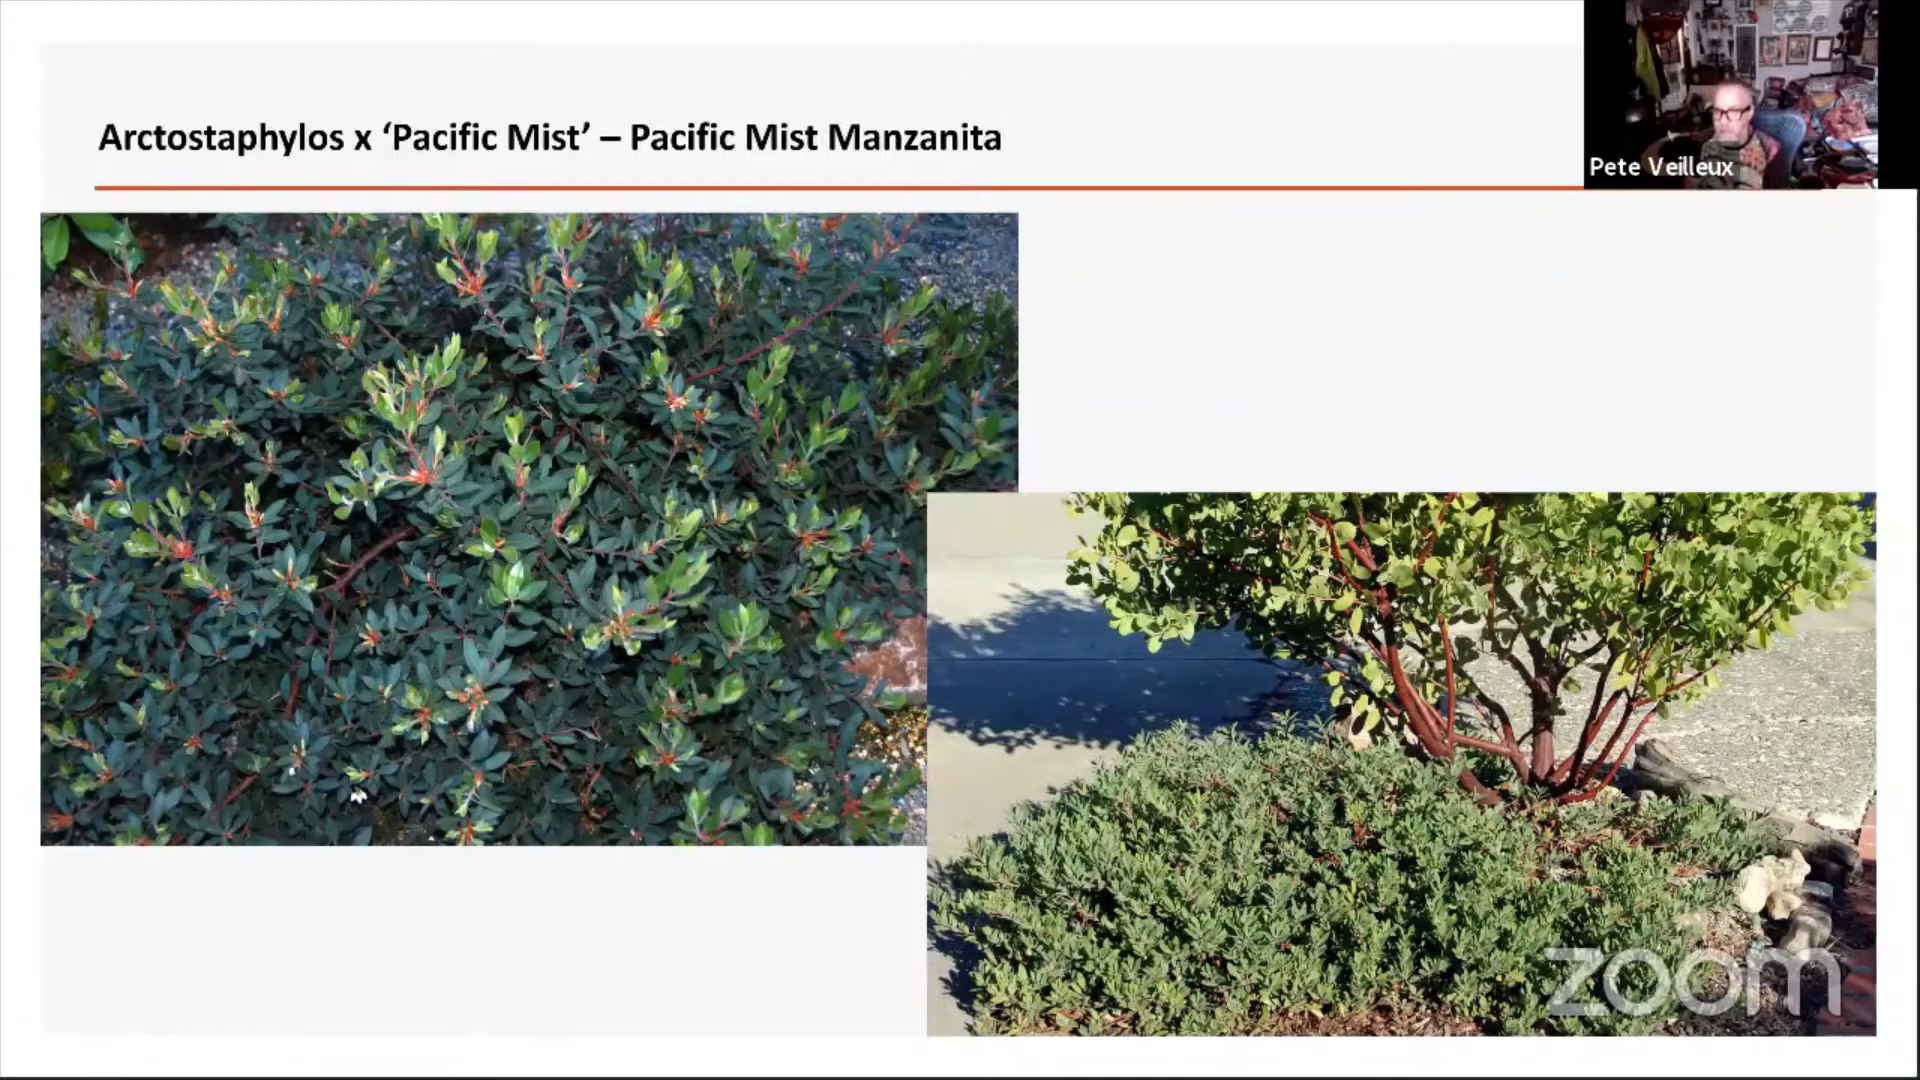 Arctostaphylos x ‘Pacific Mist’ – Pacific Mist Manzanita
Pete Veilleux
zoom